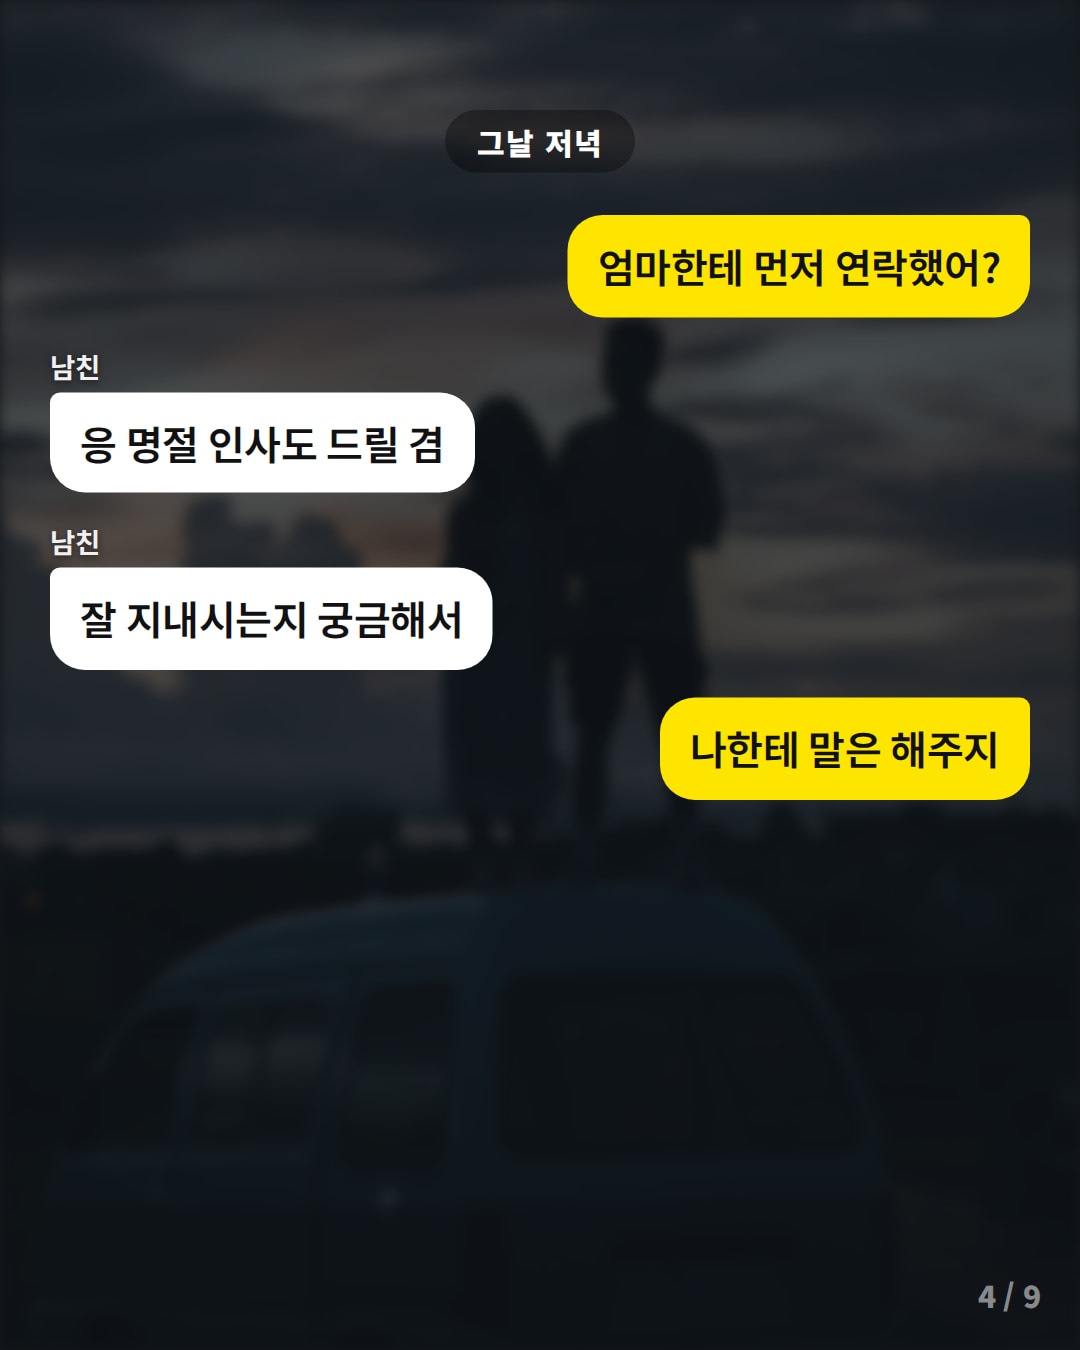 그날 저녁
엄마한테 먼저 연락했어?
남친
응 명절 인사도 드릴 겸
남친
잘 지내시는지 궁금해서
나한테 말은 해주지
4 / 9